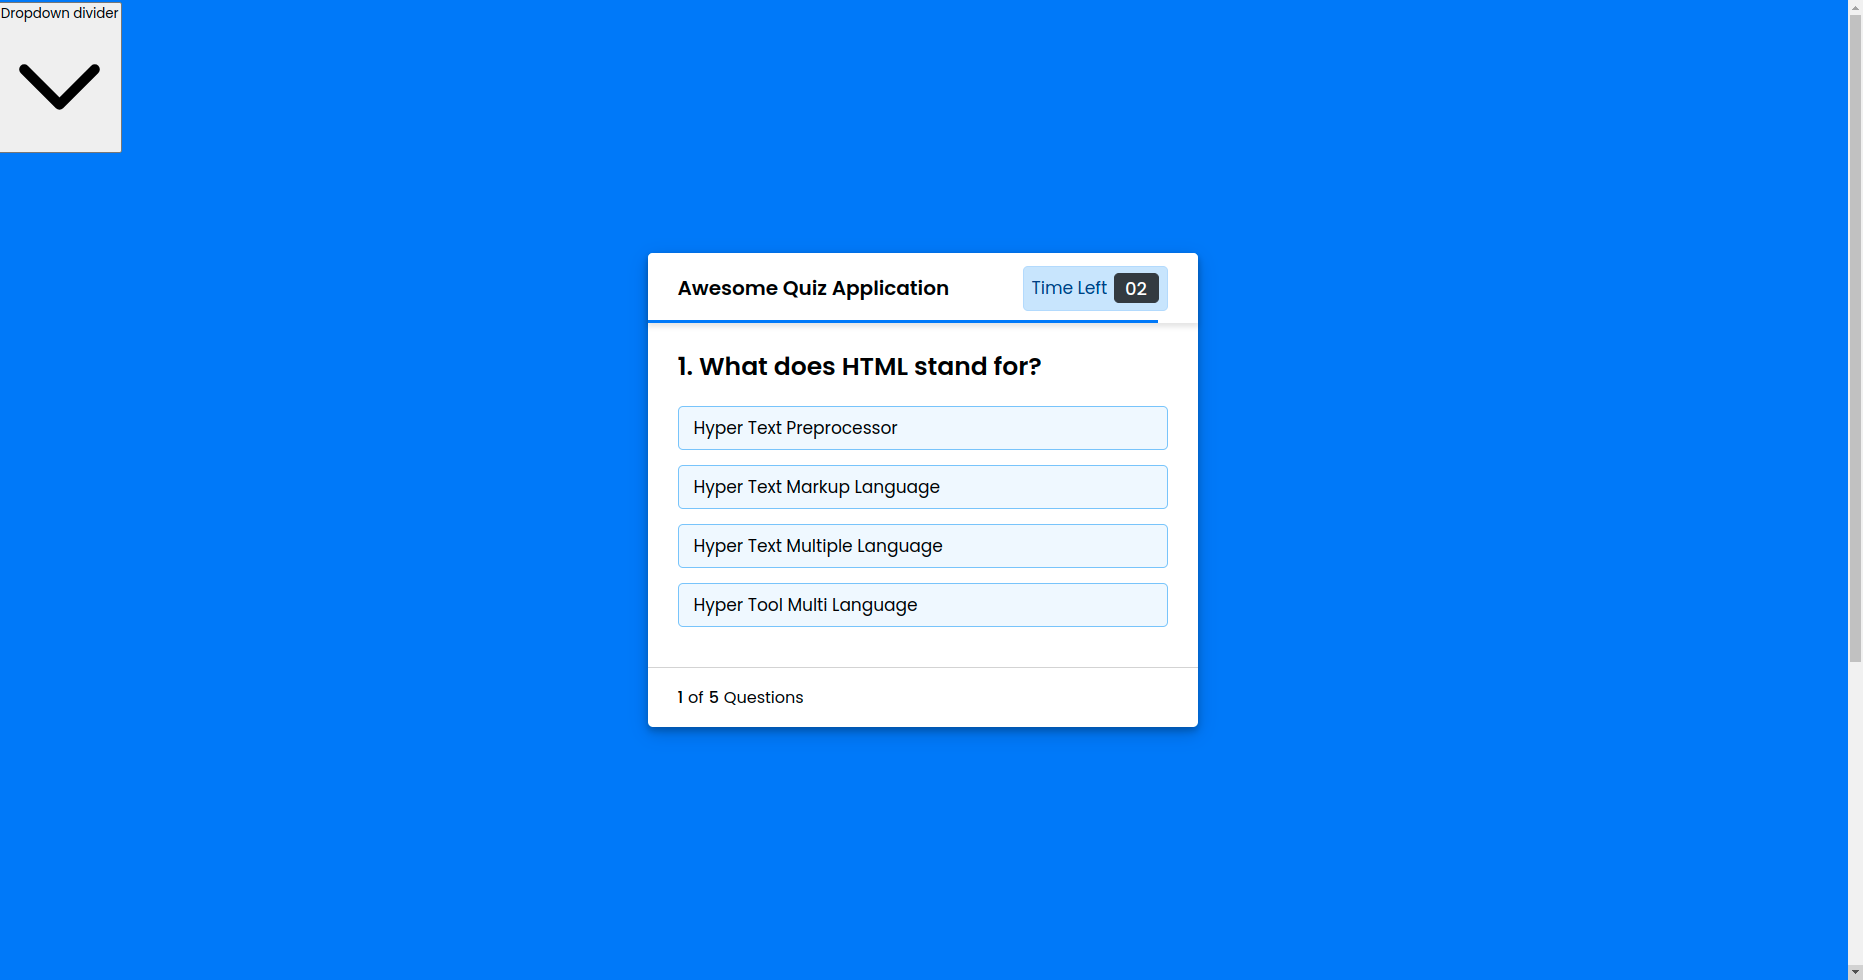 Dropdown divider
Awesome Quiz Application
Time Left 02
1. What does HTML stand for?
Hyper Text Preprocessor
Hyper Text Markup Language
Hyper Text Multiple Language
Hyper Tool Multi Language
1 of 5 Questions